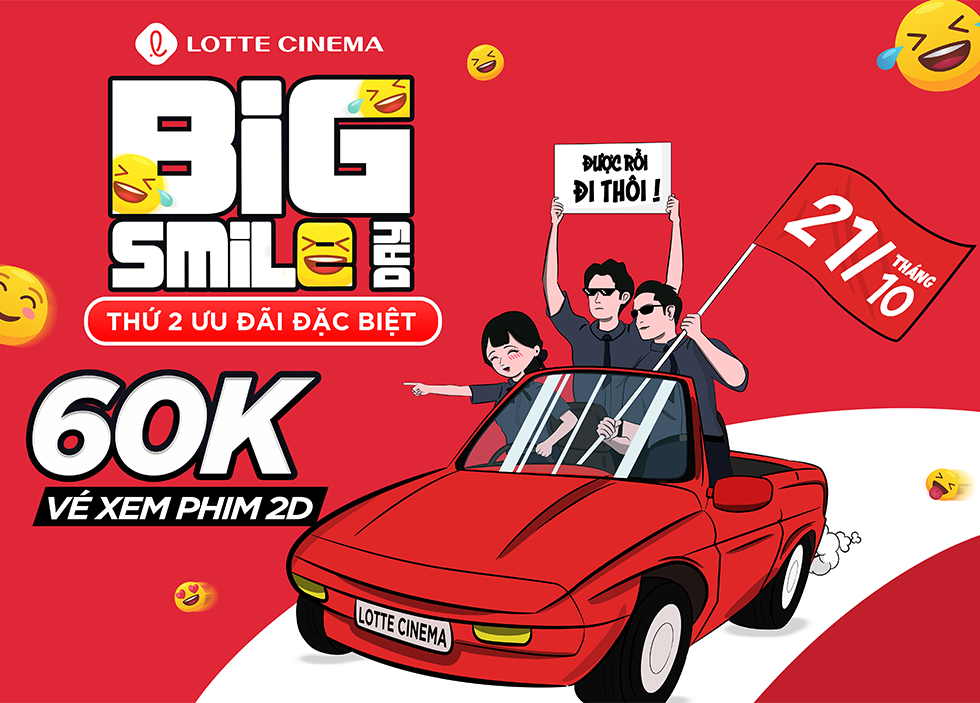 LOTTE CINEMA
BiG
SMiLe
DAY
THỨ 2 ƯU ĐÃI ĐẶC BIỆT
60K
VÉ XEM PHIM 2D
ĐƯỢC RỒI
ĐI THÔI !
21/
THÁNG
10
LOTTE CINEMA